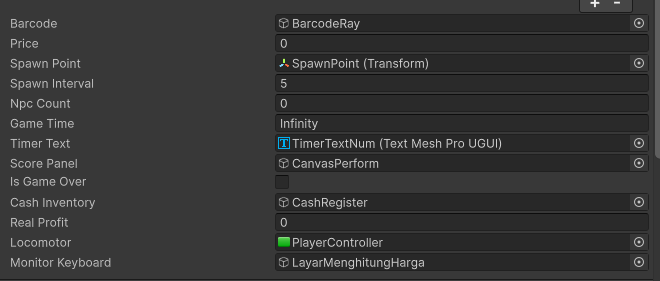 Barcode BarcodeRay
Price 0
Spawn Point SpawnPoint (Transform)
Spawn Interval 5
Npc Count 0
Game Time Infinity
Timer Text TimerTextNum (Text Mesh Pro UGUI)
Score Panel CanvasPerform
Is Game Over
Cash Inventory CashRegister
Real Profit 0
Locomotor PlayerController
Monitor Keyboard LayarMenghitungHarga